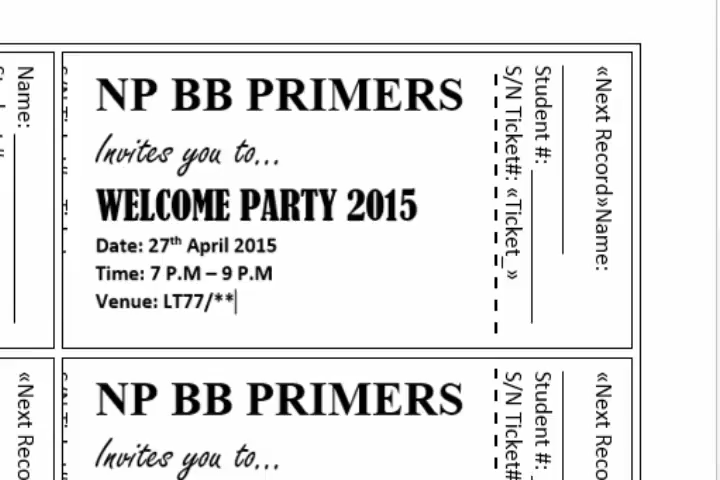 Name:
NP BB PRIMERS
Invites you to...
WELCOME PARTY 2015
Date: 27th April 2015
Time: 7 P.M – 9 P.M
Venue: LT77/**
S/N Ticket#: «Ticket_»
Student #:
«Next Record»Name:
«Next Reco
NP BB PRIMERS
Invites you to...
S/N Ticket#
Student #:
«Next Reco